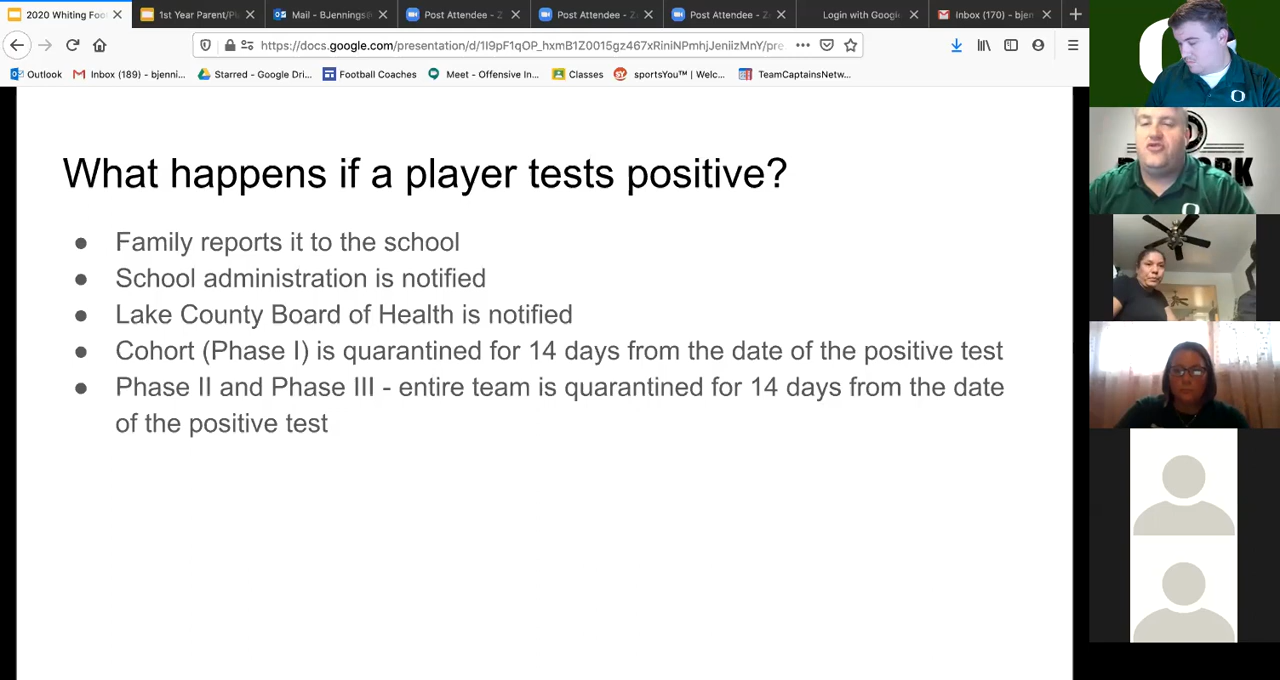 2020 Whiting Foo
1st Year Parent/Pl
Mail - BJennings@
Post Attendee - Z
Post Attendee - Z
Post Attendee - Z
Login with Google
Inbox (170) - bjen
https://docs.google.com/presentation/d/1I9pF1qOP_hxmB1Z0015gz467xRiniNPmhjJeniizMnY/pre
Outlook
Inbox (189) - bjenni...
Starred - Google Dri...
Football Coaches
Meet - Offensive In...
Classes
sportsYou™ | Welc...
TeamCaptainsNetw...
What happens if a player tests positive?
● Family reports it to the school
● School administration is notified
● Lake County Board of Health is notified
● Cohort (Phase I) is quarantined for 14 days from the date of the positive test
● Phase II and Phase III - entire team is quarantined for 14 days from the date
of the positive test